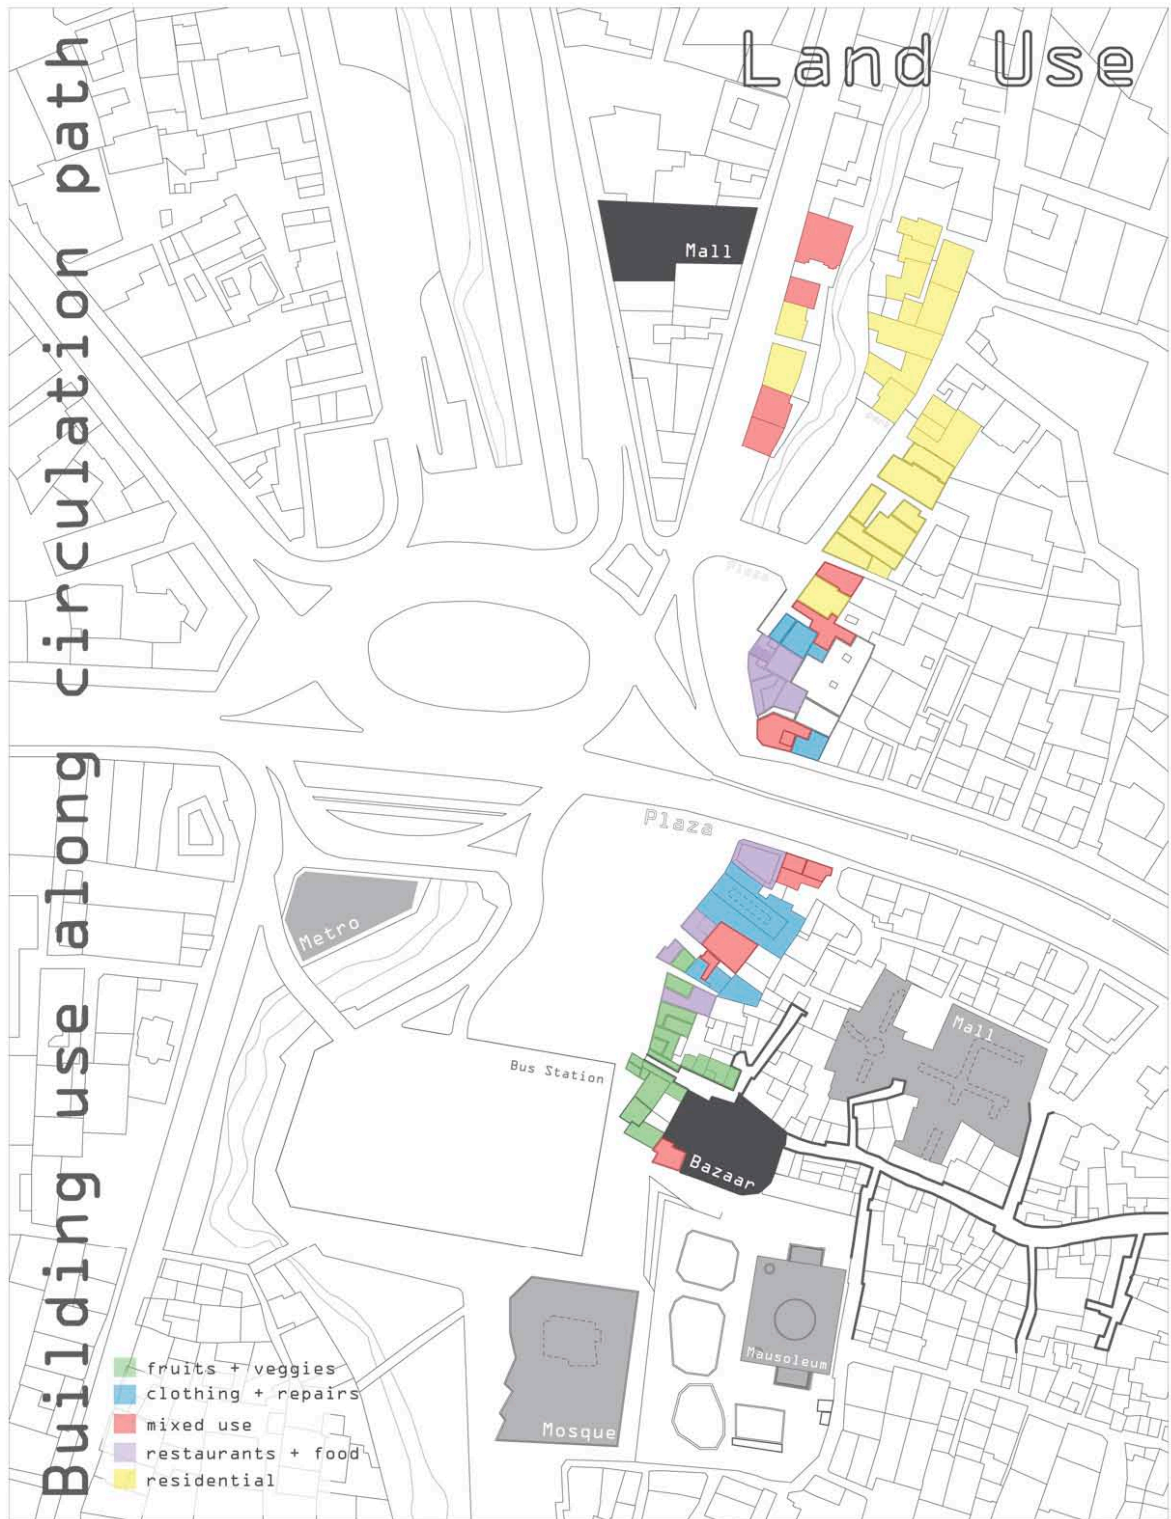 Land Use
Building use along circulation path
Mall
Plaza
Plaza
Metro
Mall
Bus Station
Bazaar
Mausoleum
Mosque
fruits + veggies
clothing + repairs
mixed use
restaurants + food
residential